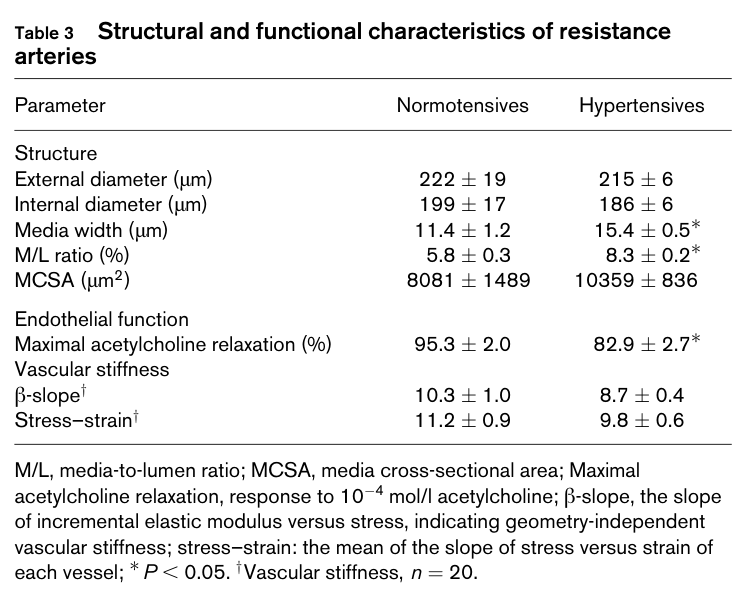 Table 3 Structural and functional characteristics of resistance
arteries
Parameter Normotensives Hypertensives
Structure
External diameter (μm) 222 ± 19 215 ± 6
Internal diameter (μm) 199 ± 17 186 ± 6
Media width (μm) 11.4 ± 1.2 15.4 ± 0.5*
M/L ratio (%) 5.8 ± 0.3 8.3 ± 0.2*
MCSA (μm²) 8081 ± 1489 10359 ± 836
Endothelial function
Maximal acetylcholine relaxation (%) 95.3 ± 2.0 82.9 ± 2.7*
Vascular stiffness
β-slope† 10.3 ± 1.0 8.7 ± 0.4
Stress–strain† 11.2 ± 0.9 9.8 ± 0.6
M/L, media-to-lumen ratio; MCSA, media cross-sectional area; Maximal
acetylcholine relaxation, response to 10⁻⁴ mol/l acetylcholine; β-slope, the slope
of incremental elastic modulus versus stress, indicating geometry-independent
vascular stiffness; stress–strain: the mean of the slope of stress versus strain of
each vessel; *P < 0.05. †Vascular stiffness, n = 20.